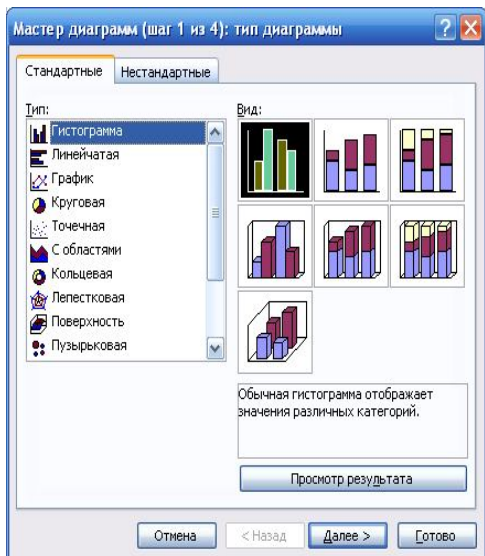 Мастер диаграмм (шаг 1 из 4): тип диаграммы
Стандартные
Нестандартные
Тип:
Гистограмма
Линейчатая
График
Круговая
Точечная
С областями
Кольцевая
Лепестковая
Поверхность
Пузырьковая
Вид:
Обычная гистограмма отображает
значения различных категорий.
Просмотр результата
Отмена
< Назад
Далее >
Готово